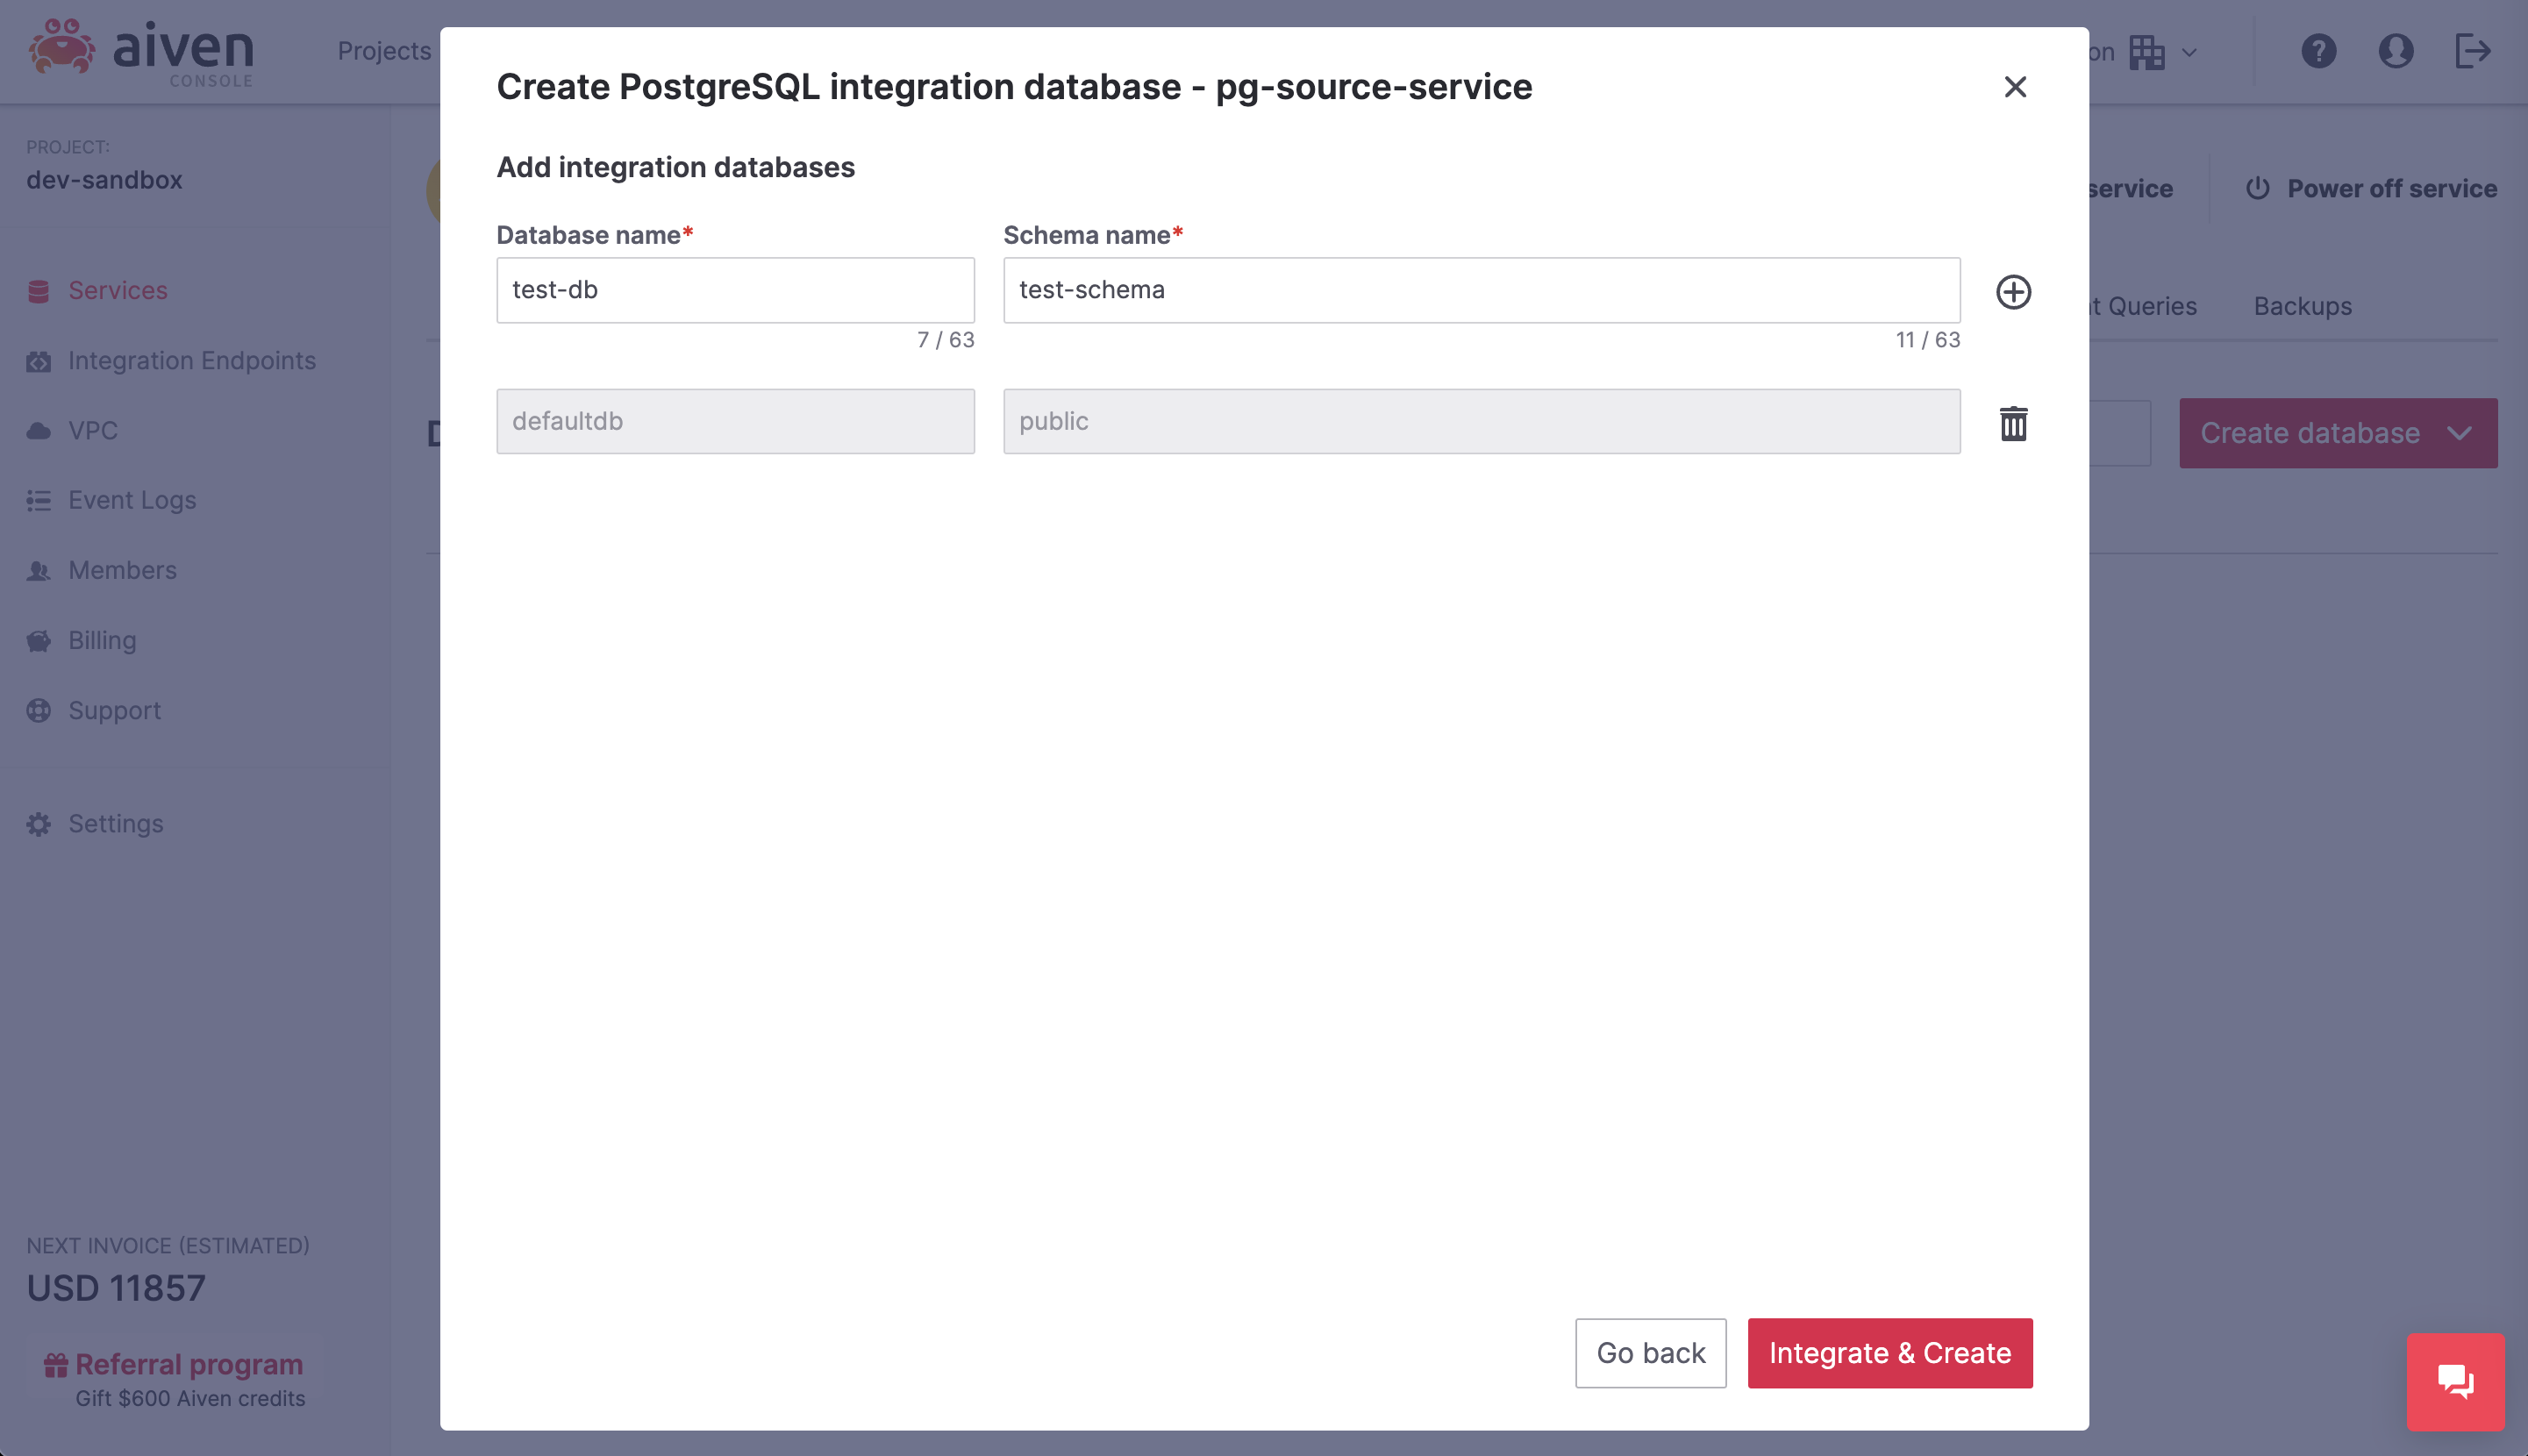 aiven
CONSOLE
Projects
on
Create PostgreSQL integration database - pg-source-service
PROJECT:
dev-sandbox
Add integration databases
service
Power off service
Database name*
Schema name*
test-db
test-schema
7 / 63
11 / 63
Services
Integration Endpoints
VPC
Event Logs
Members
Billing
Support
Settings
t Queries
Backups
defaultdb
public
Create database
NEXT INVOICE (ESTIMATED)
USD 11857
Referral program
Gift $600 Aiven credits
Go back
Integrate & Create